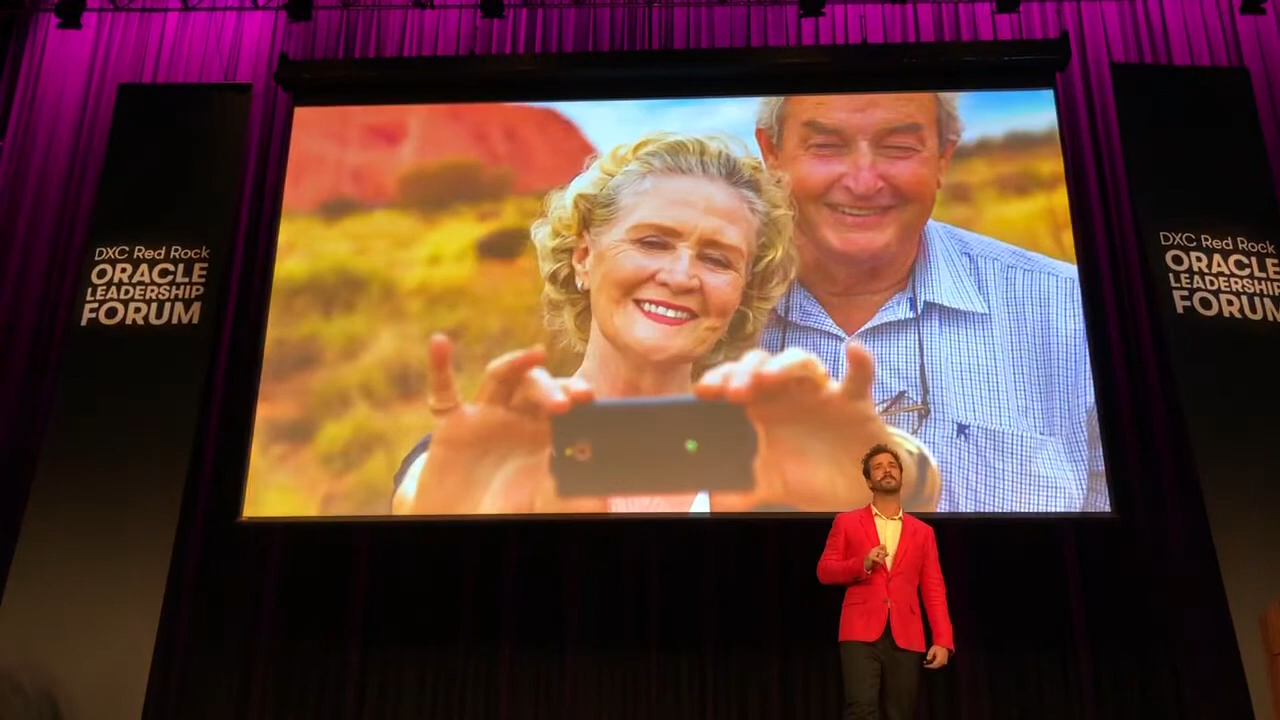 DXC Red Rock
ORACLE
LEADERSHIP
FORUM
DXC Red Rock
ORACLE
LEADERSHIP
FORUM